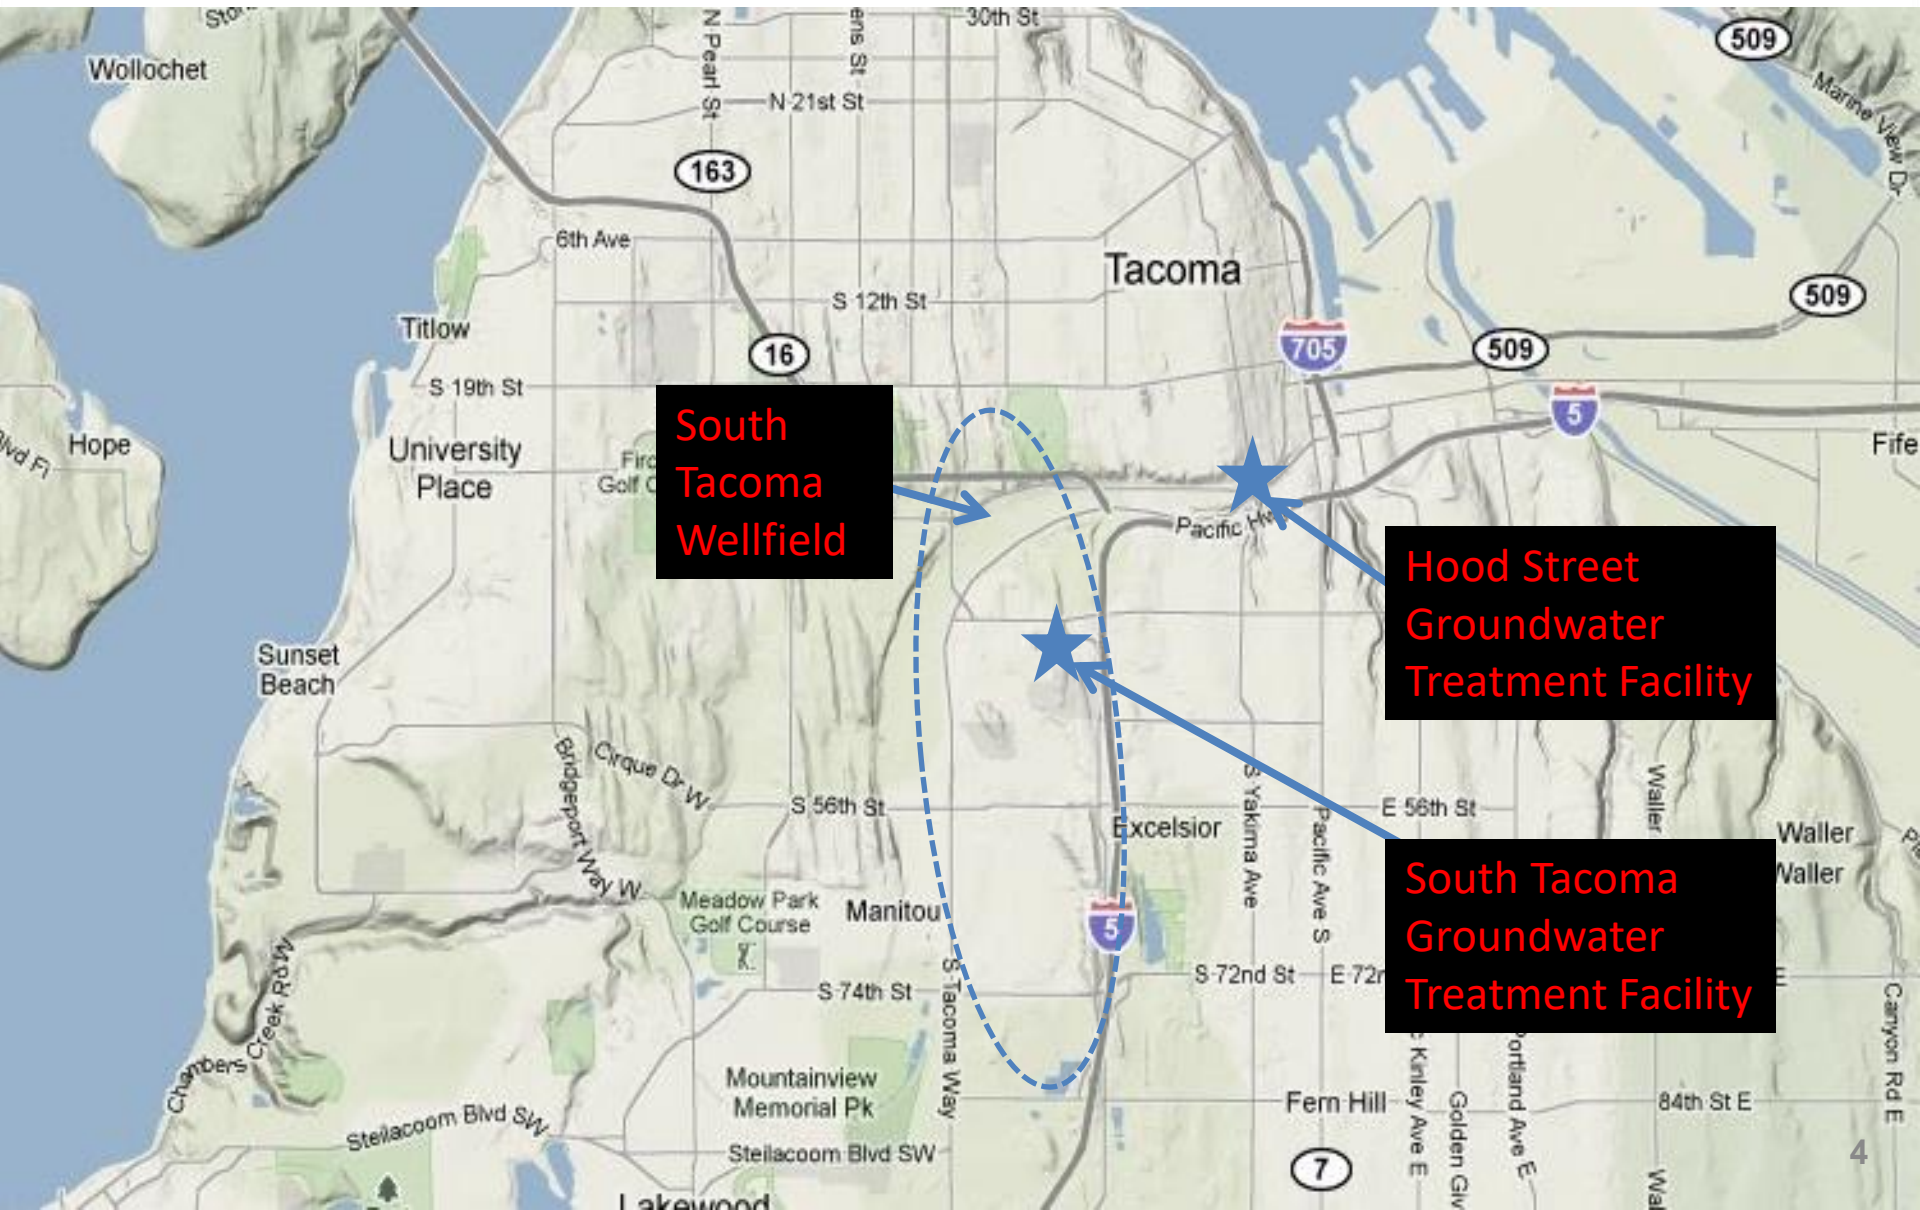 30th St
509
Wollochet
N Pearl St
N 21st St
Marine View Dr
163
6th Ave
Tacoma
S 12th St
509
Titlow
16
705
509
S 19th St
5
South
Tacoma
Wellfield
Hope
University
Place
Fife
Golf
Pacific
Hood Street
Groundwater
Treatment Facility
Sunset
Beach
Cirque Dr W
Bridgeport Way W
S 56th St
E 56th St
S Yakima Ave
Pacific Ave S
Waller
Excelsior
Waller
Waller
South Tacoma
Groundwater
Treatment Facility
Meadow Park
Golf Course
Manitou
5
S 72nd St
S 74th St
S Tacoma Way
Chambers Creek Rd W
Canyon Rd E
Mountainview
Memorial Pk
Fern Hill
Kinley Ave E
Golden Giv
Portland Ave E
84th St E
Steilacoom Blvd SW
Steilacoom Blvd SW
7
4
Lakewood